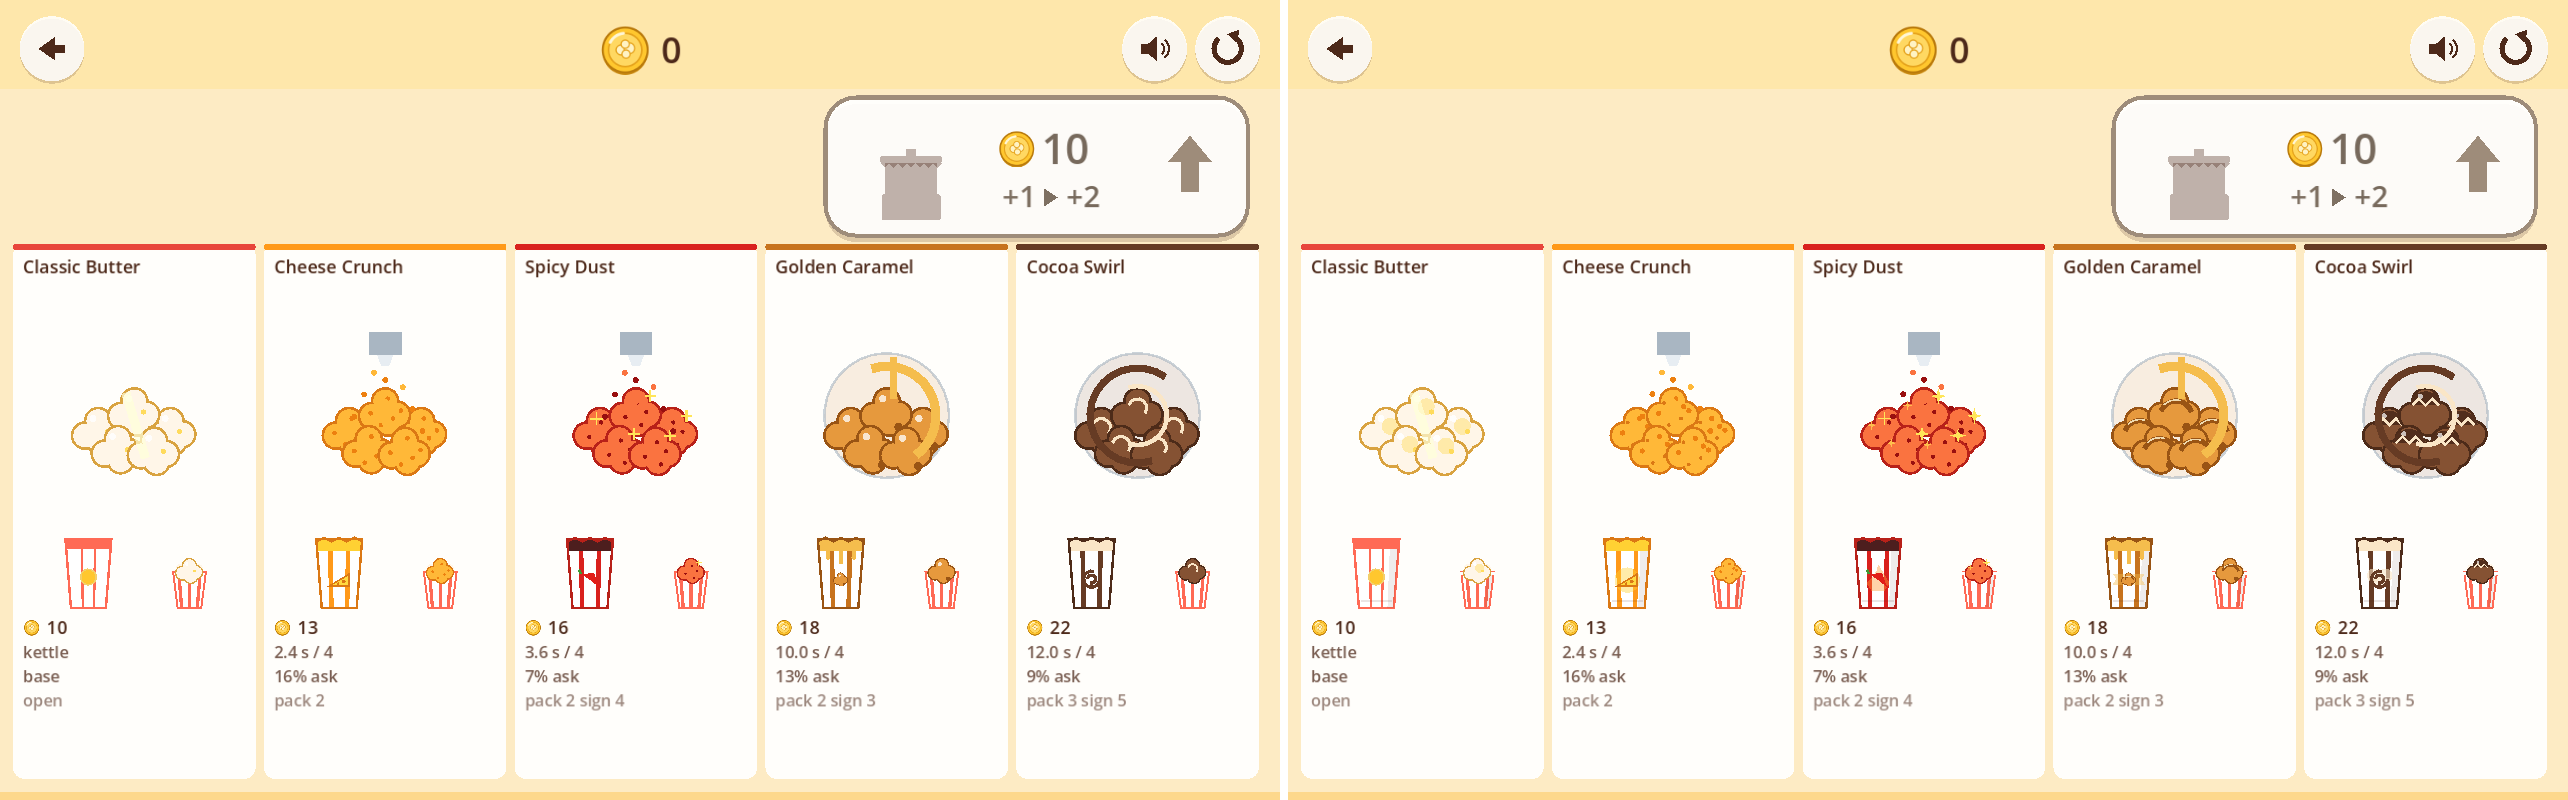 0
10
+1 ▶ +2
Classic Butter
10
kettle
base
open
Cheese Crunch
13
2.4 s / 4
16% ask
pack 2
Spicy Dust
16
3.6 s / 4
7% ask
pack 2 sign 4
Golden Caramel
18
10.0 s / 4
13% ask
pack 2 sign 3
Cocoa Swirl
22
12.0 s / 4
9% ask
pack 3 sign 5
0
10
+1 ▶ +2
Classic Butter
10
kettle
base
open
Cheese Crunch
13
2.4 s / 4
16% ask
pack 2
Spicy Dust
16
3.6 s / 4
7% ask
pack 2 sign 4
Golden Caramel
18
10.0 s / 4
13% ask
pack 2 sign 3
Cocoa Swirl
22
12.0 s / 4
9% ask
pack 3 sign 5